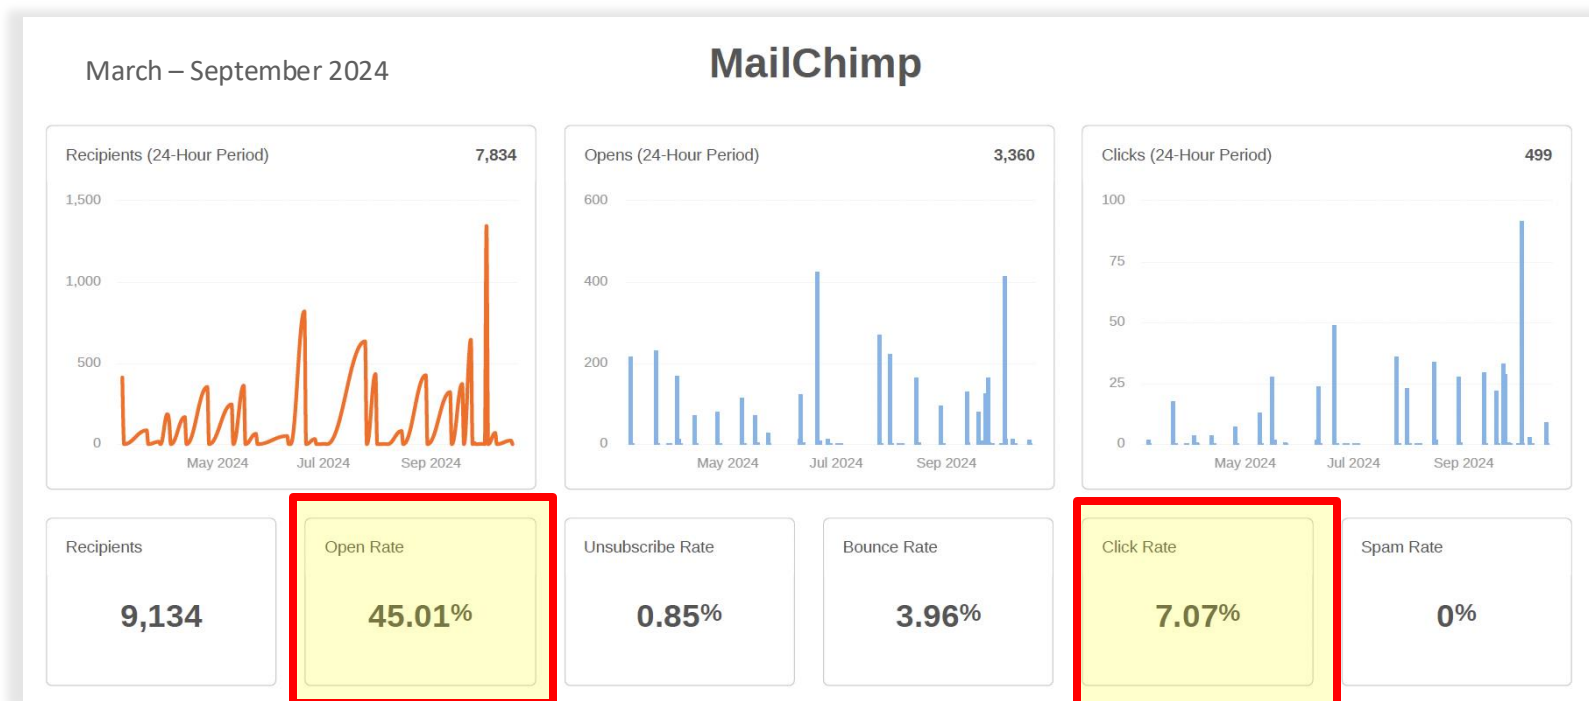 March – September 2024
MailChimp
Recipients (24-Hour Period) 7,834
1,500
1,000
500
0
May 2024 Jul 2024 Sep 2024
Opens (24-Hour Period) 3,360
600
400
200
0
May 2024 Jul 2024 Sep 2024
Clicks (24-Hour Period) 499
100
75
50
25
0
May 2024 Jul 2024 Sep 2024
Recipients
9,134
Open Rate
45.01%
Unsubscribe Rate
0.85%
Bounce Rate
3.96%
Click Rate
7.07%
Spam Rate
0%